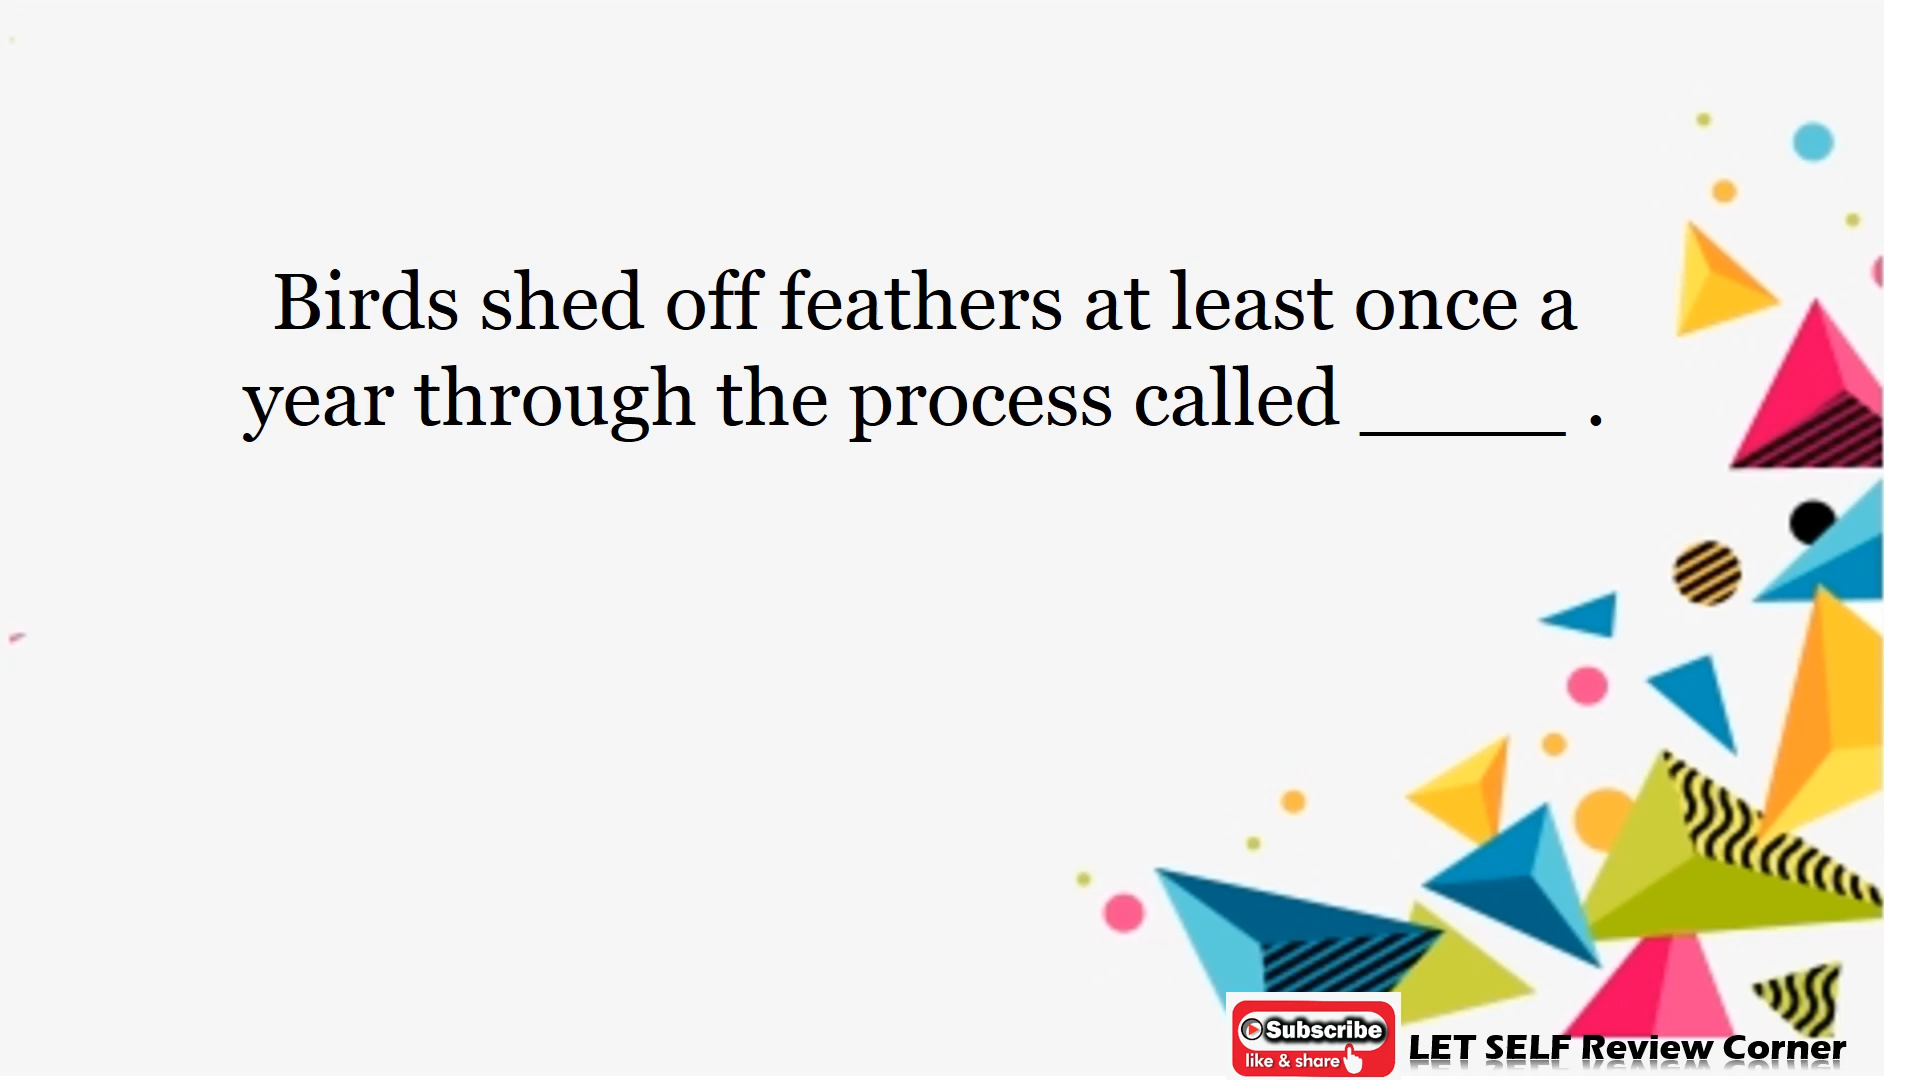 Birds shed off feathers at least once a
year through the process called _____ .
Subscribe
like & share
LET SELF Review Corner